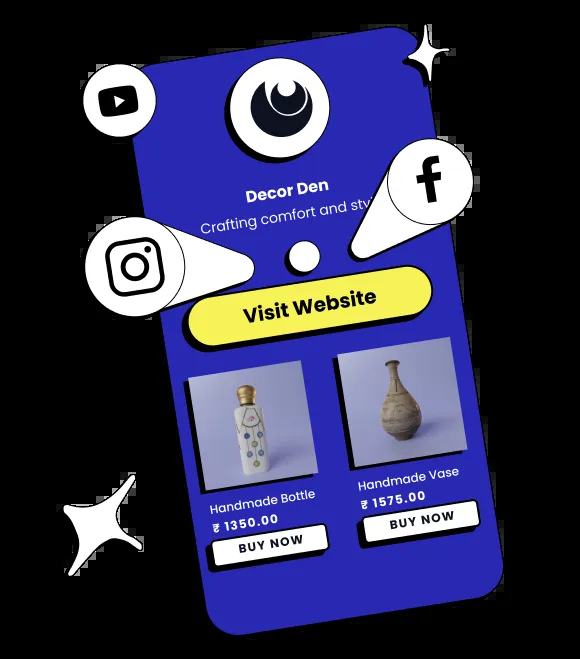 Decor Den
Crafting comfort and
Visit Website
Handmade Bottle
₹ 1350.00
BUY NOW
Handmade Vase
₹ 1575.00
BUY NOW